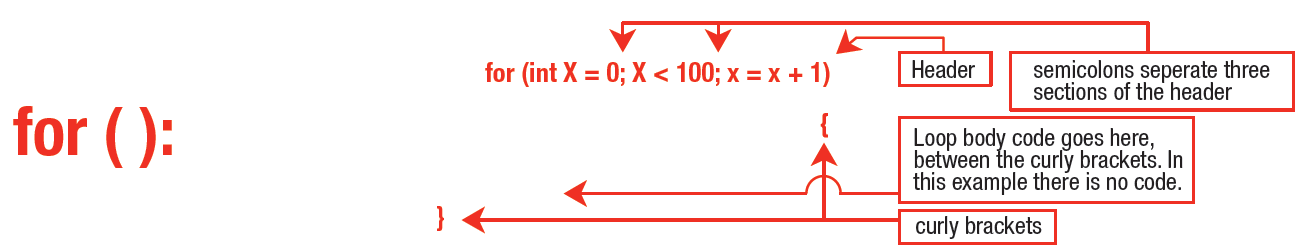 for ( ):
for (int X = 0; X < 100; x = x + 1)
Header
semicolons seperate three
sections of the header
{
Loop body code goes here,
between the curly brackets. In
this example there is no code.
}
curly brackets